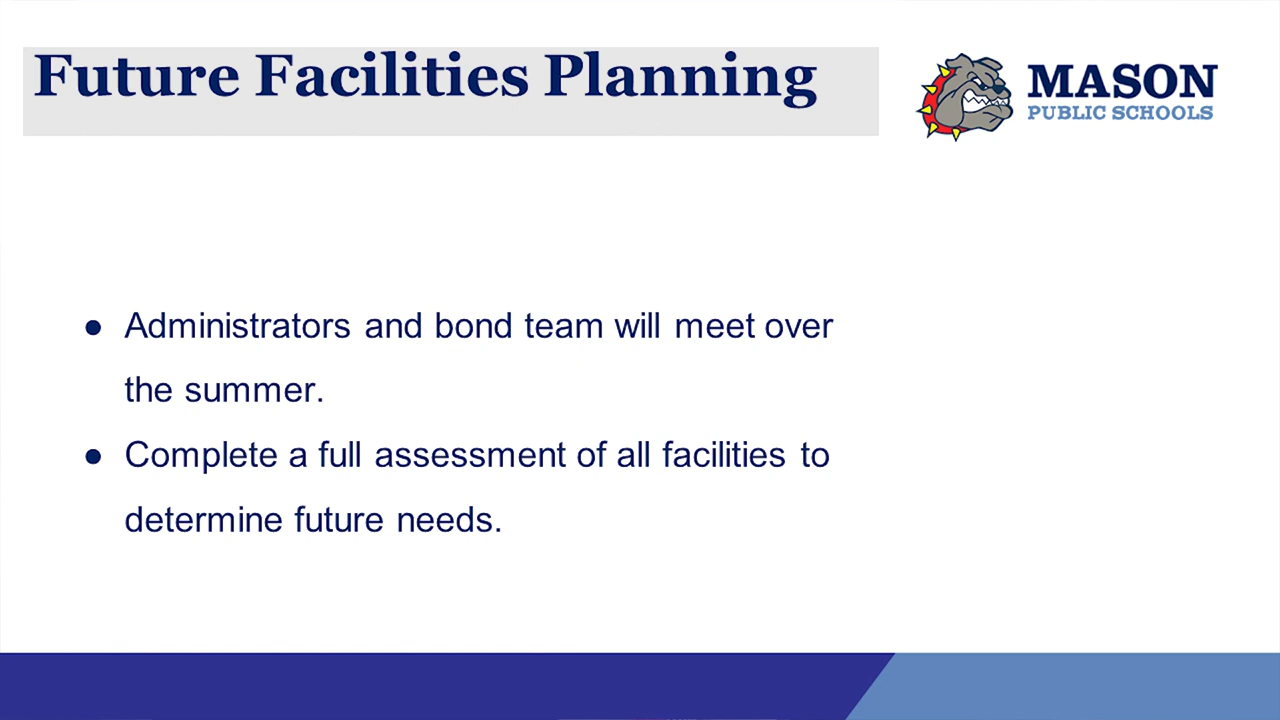 Future Facilities Planning
MASON
PUBLIC SCHOOLS
● Administrators and bond team will meet over
the summer.
● Complete a full assessment of all facilities to
determine future needs.